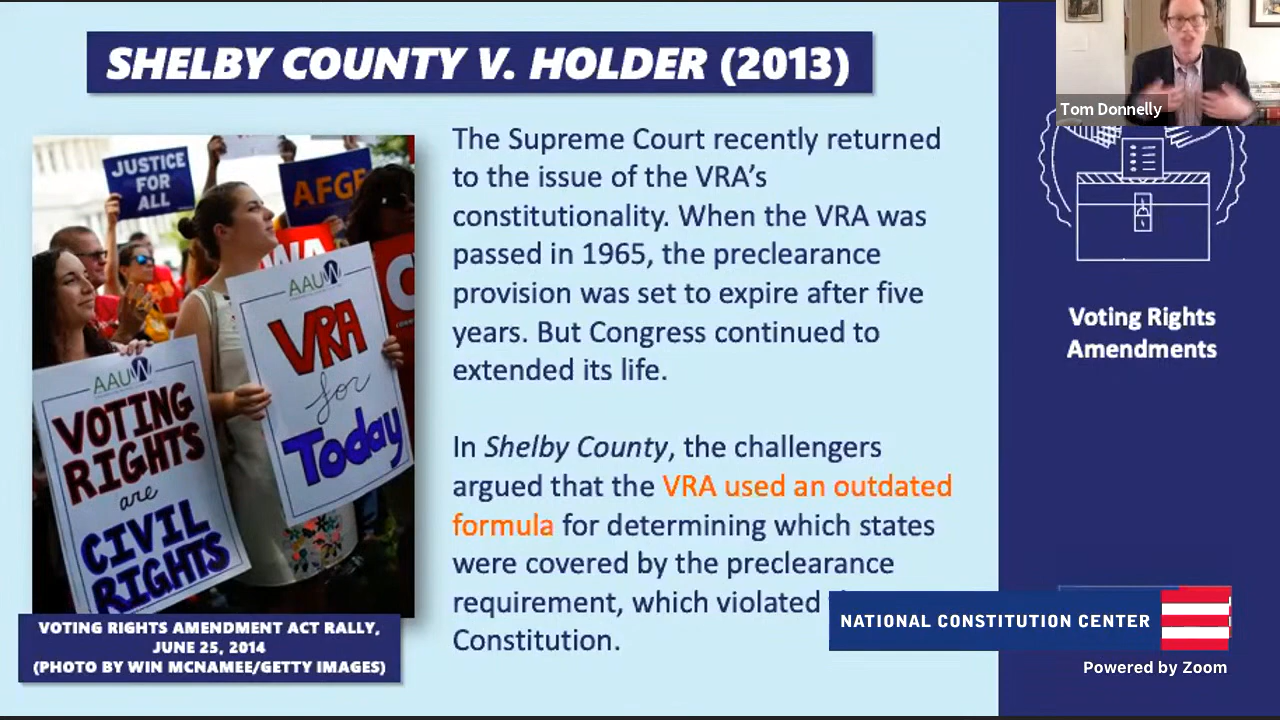 SHELBY COUNTY V. HOLDER (2013)
Tom Donnelly
The Supreme Court recently returned
to the issue of the VRA’s
constitutionality. When the VRA was
passed in 1965, the preclearance
provision was set to expire after five
years. But Congress continued to
extended its life.
In Shelby County, the challengers
argued that the VRA used an outdated
formula for determining which states
were covered by the preclearance
requirement, which violated
Constitution.
JUSTICE
FOR
ALL
AFGE
AAUW
VRA
for
Today
AAUW
VOTING
RIGHTS
are
CIVIL
RIGHTS
VOTING RIGHTS AMENDMENT ACT RALLY,
JUNE 25, 2014
(PHOTO BY WIN MCNAMEE/GETTY IMAGES)
Voting Rights
Amendments
NATIONAL CONSTITUTION CENTER
Powered by Zoom